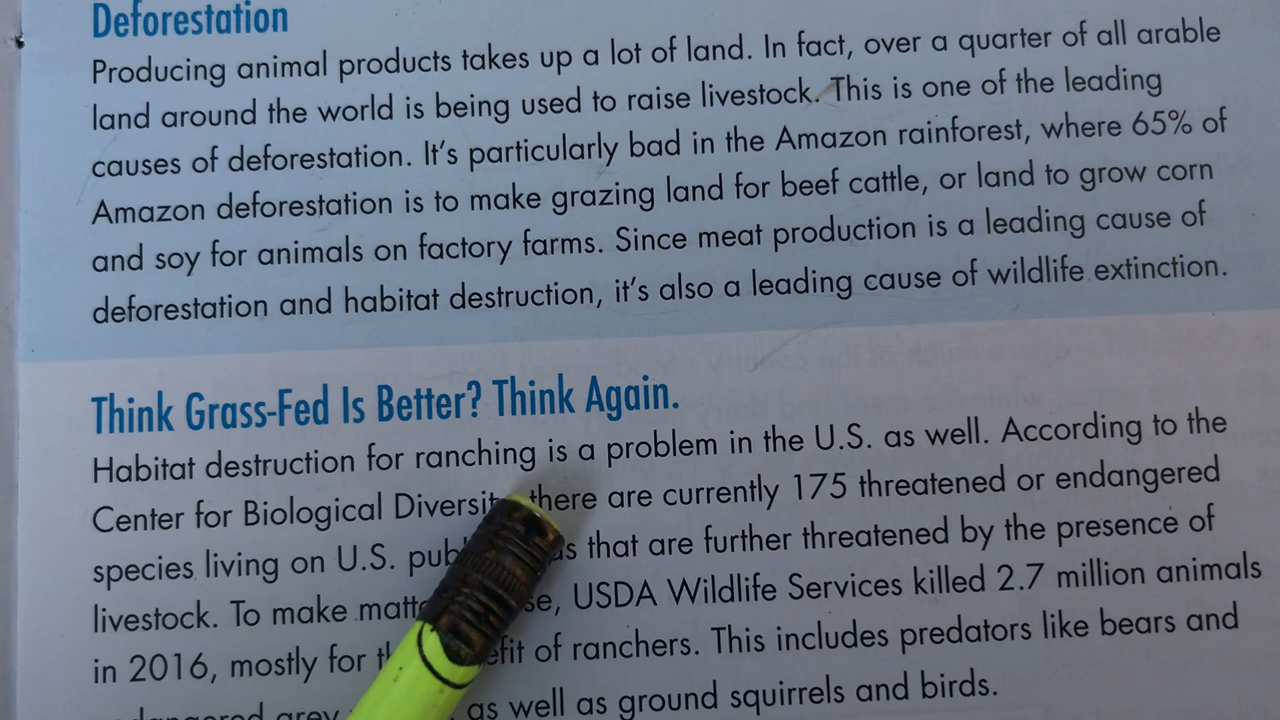 Deforestation
Producing animal products takes up a lot of land. In fact, over a quarter of all arable
land around the world is being used to raise livestock. This is one of the leading
causes of deforestation. It's particularly bad in the Amazon rainforest, where 65% of
Amazon deforestation is to make grazing land for beef cattle, or land to grow corn
and soy for animals on factory farms. Since meat production is a leading cause of
deforestation and habitat destruction, it's also a leading cause of wildlife extinction.
Think Grass-Fed Is Better? Think Again.
Habitat destruction for ranching is a problem in the U.S. as well. According to the
Center for Biological there are currently 175 threatened or endangered
species living on U.S. that are further threatened by the presence of
livestock. To make USDA Wildlife Services killed 2.7 million animals
in 2016, mostly for of ranchers. This includes predators like bears and
as well as ground squirrels and birds.